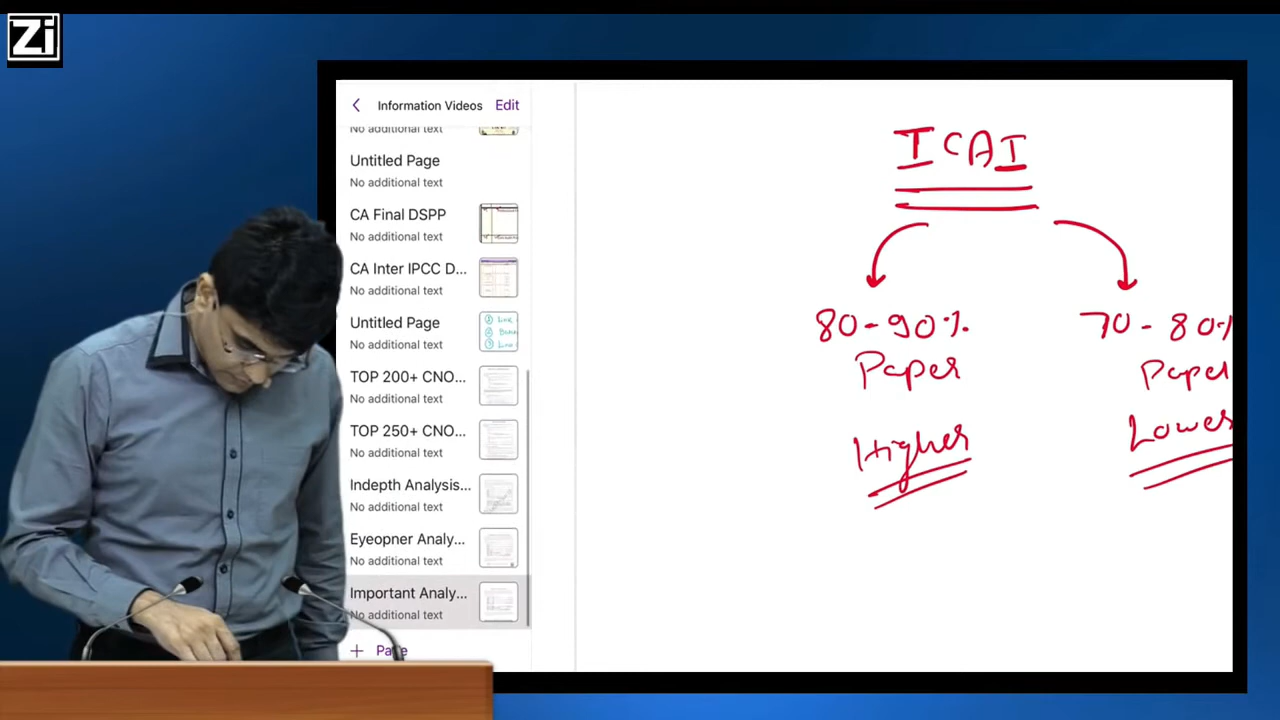 Zi
Information Videos
Edit
No additional text
Untitled Page
No additional text
CA Final DSPP
No additional text
CA Inter IPCC D...
No additional text
Untitled Page
No additional text
TOP 200+ CNO...
No additional text
TOP 250+ CNO...
No additional text
Indepth Analysis...
No additional text
Eyeopner Analy...
No additional text
Important Analy...
No additional text
+ Page
ICAI
80-90%
Paper
Higher
70-80%
Paper
Lower